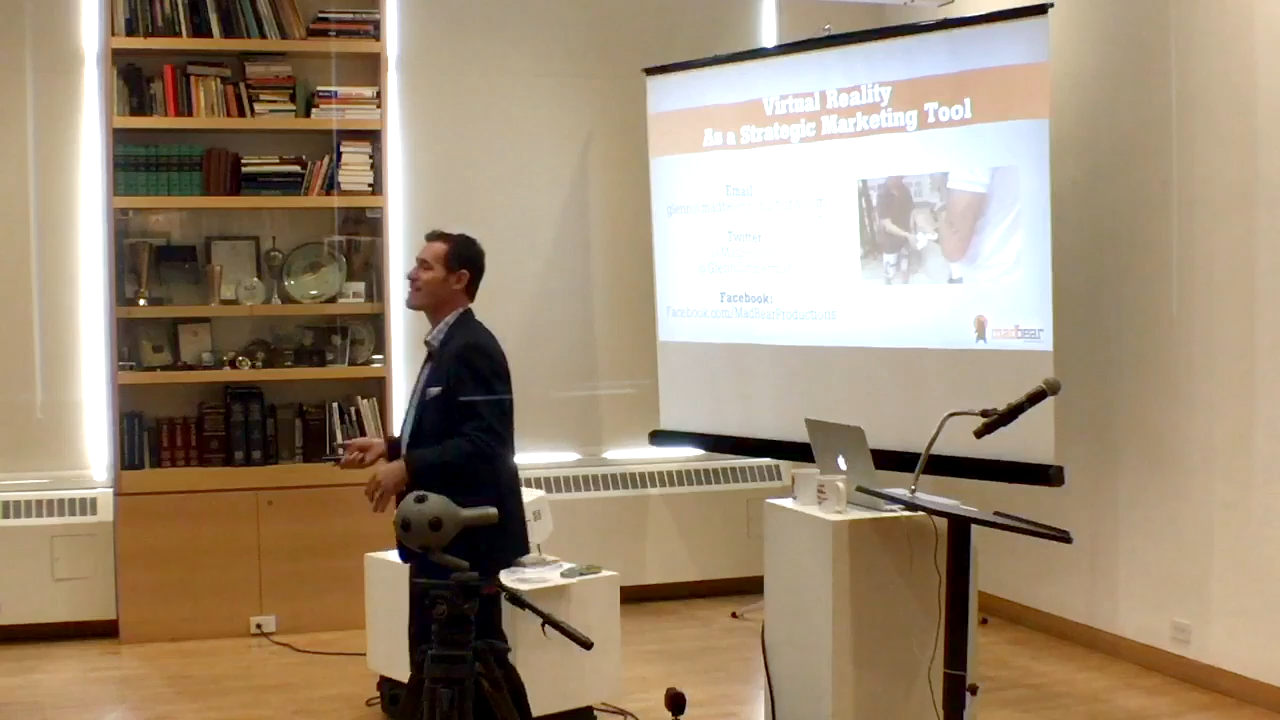 Virtual Reality
As a Strategic Marketing Tool
Email
Twitter
Facebook:
Facebook.com/MadBearProductions
madbear